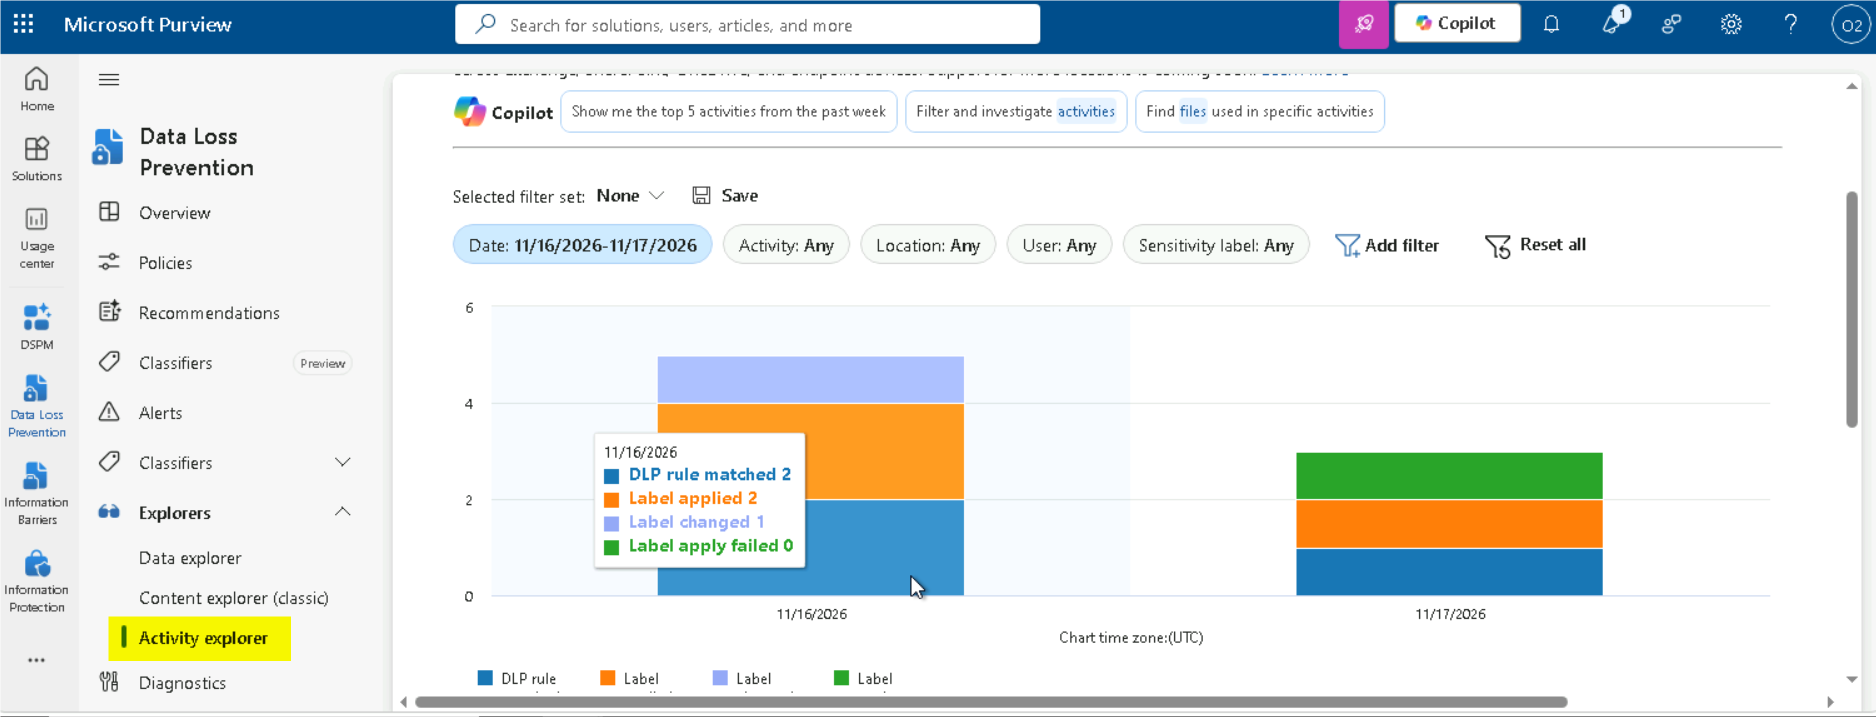 Microsoft Purview
Search for solutions, users, articles, and more
Copilot
1
?
O2
Home
Solutions
Usage
center
DSPM
Data Loss
Prevention
Information
Barriers
Information
Protection
Data Loss
Prevention
Overview
Policies
Recommendations
Classifiers
Preview
Alerts
Classifiers
Explorers
Data explorer
Content explorer (classic)
Activity explorer
Diagnostics
Copilot
Show me the top 5 activities from the past week
Filter and investigate activities
Find files used in specific activities
Selected filter set: None
Save
Date: 11/16/2026-11/17/2026
Activity: Any
Location: Any
User: Any
Sensitivity label: Any
Add filter
Reset all
6
4
2
0
11/16/2026
DLP rule matched 2
Label applied 2
Label changed 1
Label apply failed 0
11/16/2026
11/17/2026
Chart time zone:(UTC)
DLP rule
Label
Label
Label